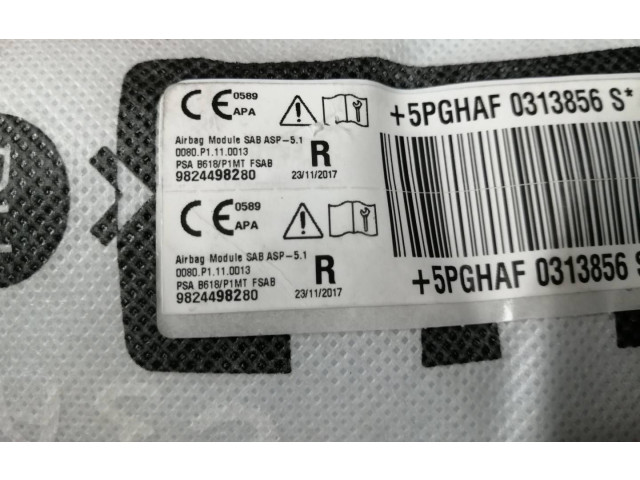 CE 0589
APA
Airbag Module SAB ASP-5.1
0080.P1.11.0013
PSA B618/P1MT FSAB
9824498280
R
23/11/2017
+5PGHAF 0313856 S*
CE 0589
APA
Airbag Module SAB ASP-5.1
0080.P1.11.0013
PSA B618/P1MT FSAB
9824498280
R
23/11/2017
+5PGHAF 0313856 S